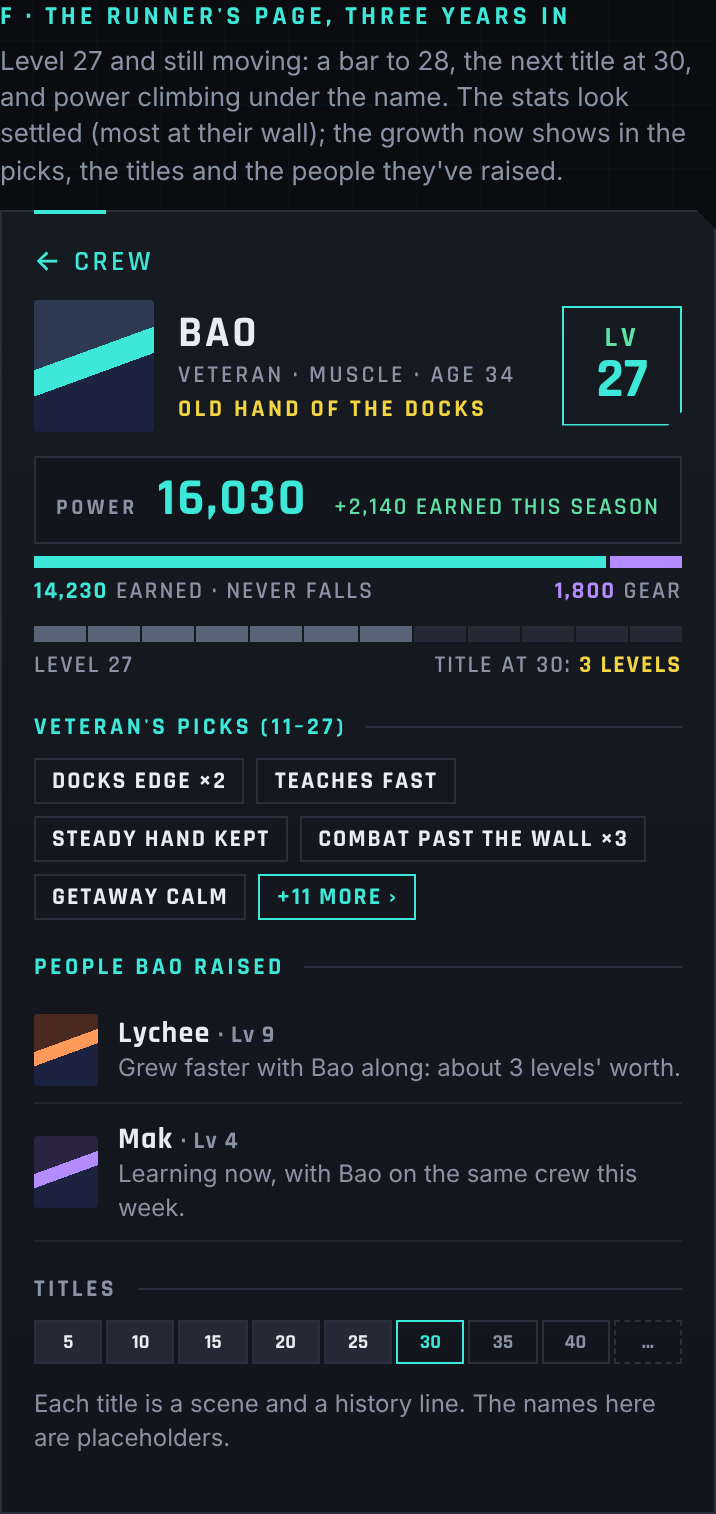 F · THE RUNNER'S PAGE, THREE YEARS IN
Level 27 and still moving: a bar to 28, the next title at 30,
and power climbing under the name. The stats look
settled (most at their wall); the growth now shows in the
picks, the titles and the people they've raised.
← CREW
BAO
VETERAN · MUSCLE · AGE 34
OLD HAND OF THE DOCKS
LV
27
POWER 16,030 +2,140 EARNED THIS SEASON
14,230 EARNED · NEVER FALLS 1,800 GEAR
LEVEL 27 TITLE AT 30: 3 LEVELS
VETERAN'S PICKS (11–27)
DOCKS EDGE ×2 TEACHES FAST
STEADY HAND KEPT COMBAT PAST THE WALL ×3
GETAWAY CALM +11 MORE ›
PEOPLE BAO RAISED
Lychee · Lv 9
Grew faster with Bao along: about 3 levels' worth.
Mak · Lv 4
Learning now, with Bao on the same crew this
week.
TITLES
5 10 15 20 25 30 35 40 …
Each title is a scene and a history line. The names here
are placeholders.